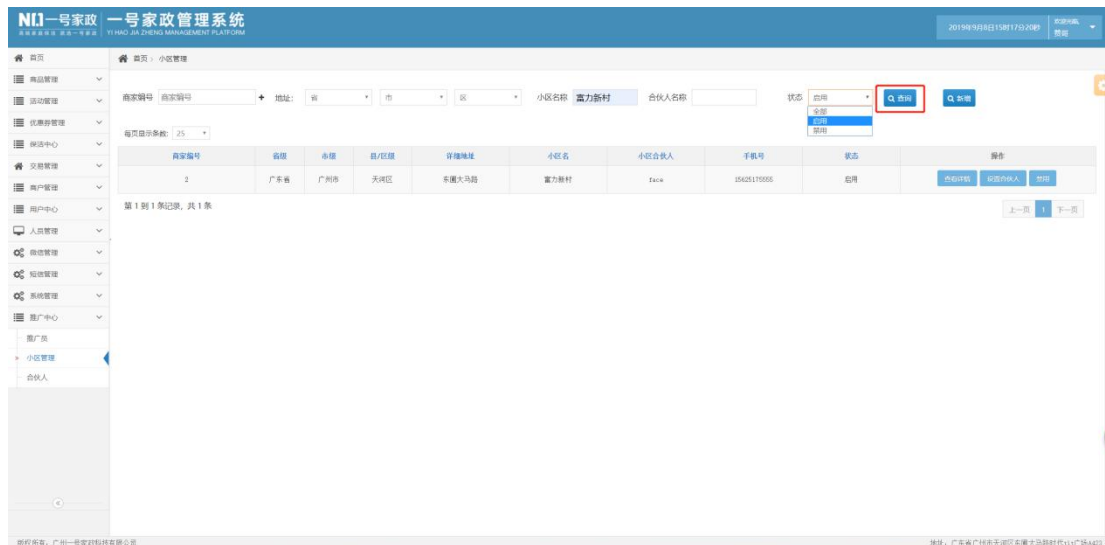 NO.1一号家政 一号家政管理系统
YI HAO JIA ZHENG MANAGEMENT PLATFORM
2019年9月8日15时17分20秒 欢迎光临,
首页
首页 › 小区管理
商品管理
活动管理
优惠券管理
保洁中心
交易管理
商户管理
用户中心
人员管理
微信管理
短信管理
系统管理
推广中心
推广员
小区管理
合伙人
商家编号 商家编号 地址: 省 市 区 小区名称 富力新村 合伙人名称 状态 启用 查询 新增
全部
启用
禁用
每页显示条数: 25
商家编号 省级 市级 县/区级 详细地址 小区名 小区合伙人 手机号 状态 操作
2 广东省 广州市 天河区 东圃大马路 富力新村 face 15625175555 启用 查看详情 设置合伙人 禁用
第 1 到 1 条记录, 共 1 条
上一页 1 下一页
版权所有: 广州一号家政科技有限公司